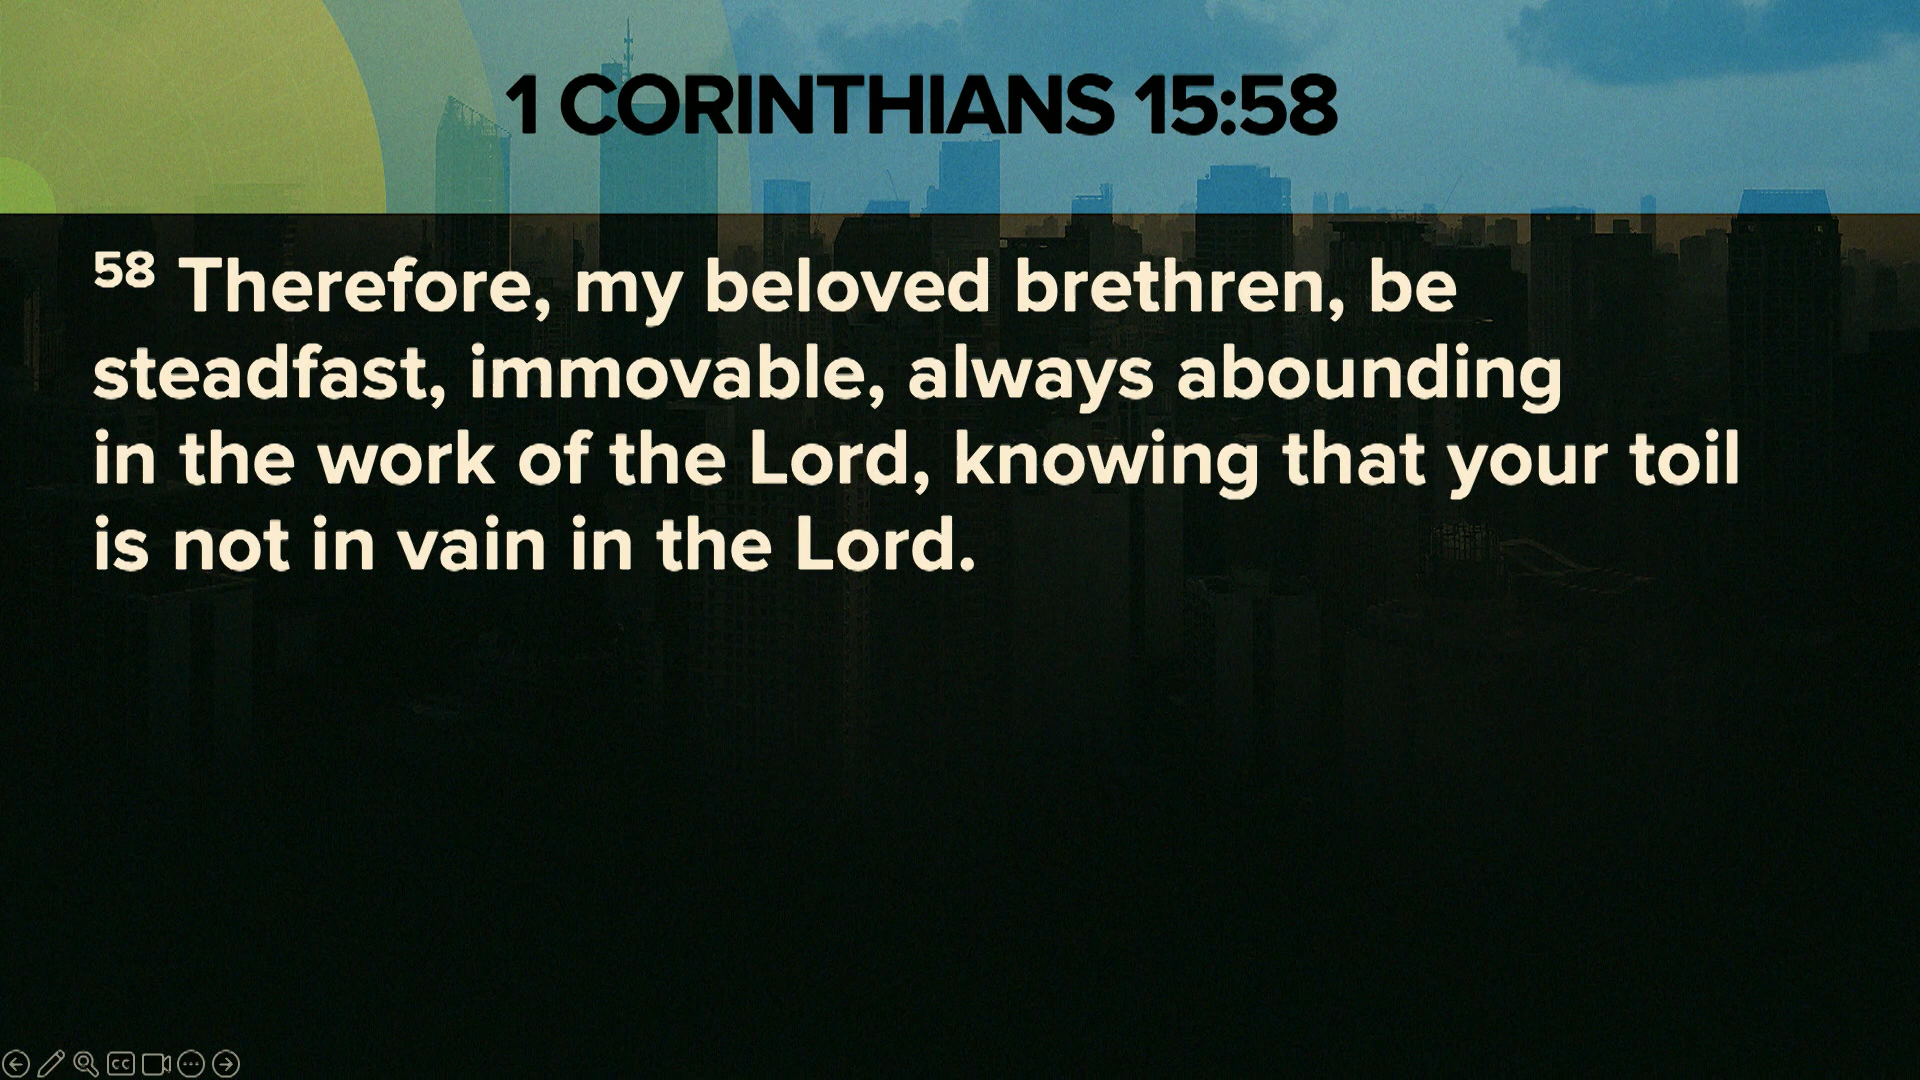 1 CORINTHIANS 15:58
58 Therefore, my beloved brethren, be
steadfast, immovable, always abounding
in the work of the Lord, knowing that your toil
is not in vain in the Lord.
CC